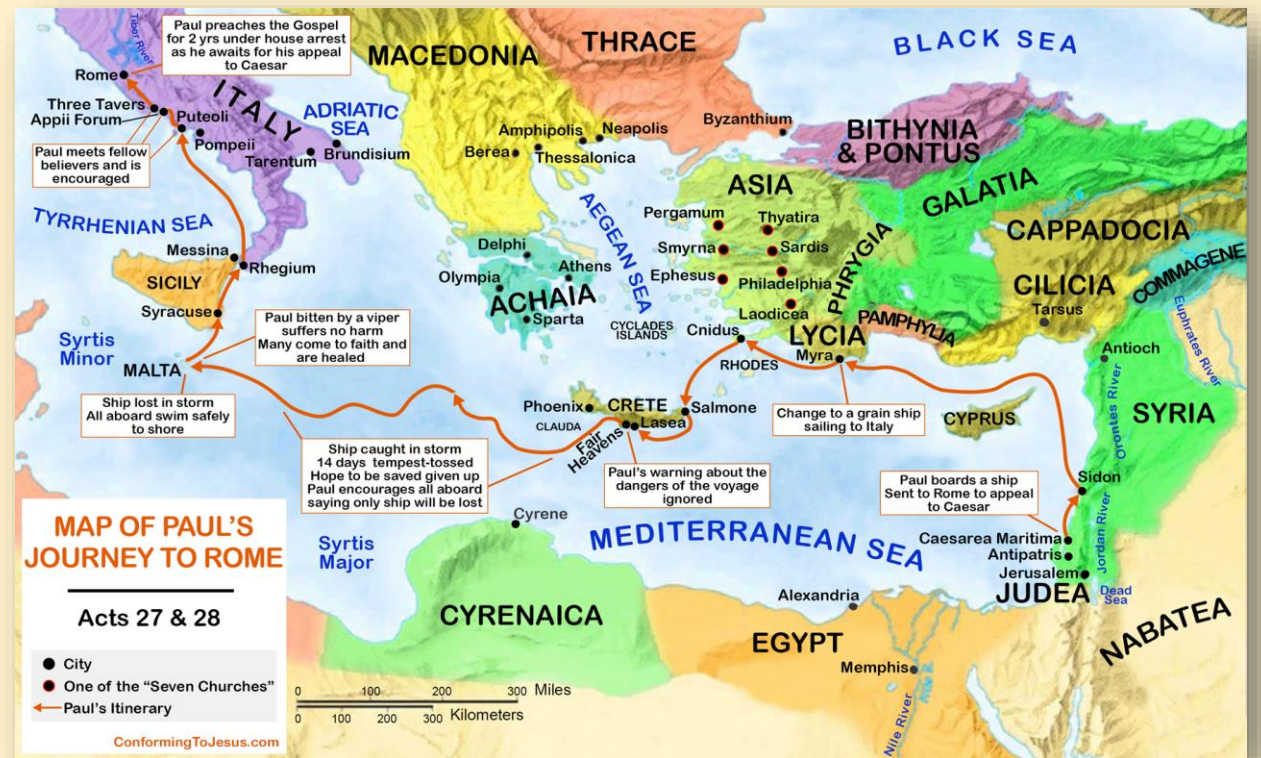 Paul preaches the Gospel
for 2 yrs under house arrest
as he awaits for his appeal
to Caesar
Tiber River
Rome
Three Tavers
Appii Forum
Puteoli
Pompeii
ITALY
ADRIATIC
SEA
Tarentum
Brundisium
Paul meets fellow
believers and is
encouraged
TYRRHENIAN SEA
Messina
Rhegium
SICILY
Syracuse
Syrtis
Minor
MALTA
Paul bitten by a viper
suffers no harm
Many come to faith and
are healed
Ship lost in storm
All aboard swim safely
to shore
MACEDONIA
THRACE
BLACK SEA
Amphipolis
Neapolis
Berea
Thessalonica
Byzanthium
BITHYNIA
& PONTUS
GALATIA
CAPPADOCIA
COMMAGENE
CILICIA
Tarsus
Euphrates River
ASIA
Pergamum
Thyatira
Smyrna
Sardis
Ephesus
Philadelphia
Laodicea
PHRYGIA
PAMPHYLIA
LYCIA
Myra
AEGEAN SEA
Delphi
Olympia
Athens
ACHAIA
Sparta
CYCLADES
ISLANDS
Cnidus
RHODES
Phoenix
CRETE
Salmone
CLAUDA
Lasea
Fair
Heavens
Change to a grain ship
sailing to Italy
CYPRUS
Antioch
Orontes River
SYRIA
Sidon
Ship caught in storm
14 days tempest-tossed
Hope to be saved given up
Paul encourages all aboard
saying only ship will be lost
Paul's warning about the
dangers of the voyage
ignored
Paul boards a ship
Sent to Rome to appeal
to Caesar
Caesarea Maritima
Antipatris
Jerusalem
JUDEA
Jordan River
Dead
Sea
NABATEA
MEDITERRANEAN SEA
Cyrene
Syrtis
Major
CYRENAICA
Alexandria
EGYPT
Memphis
Nile River
MAP OF PAUL'S
JOURNEY TO ROME
Acts 27 & 28
City
One of the "Seven Churches"
Paul's Itinerary
ConformingToJesus.com
0 100 200 300 Miles
0 100 200 300 Kilometers